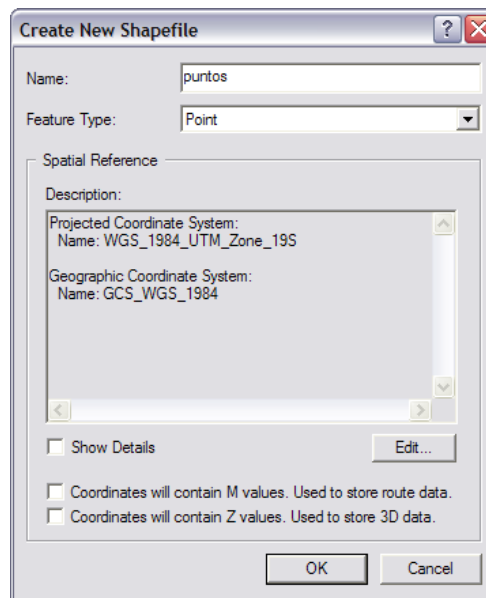 Create New Shapefile
Name: puntos
Feature Type: Point
Spatial Reference
Description:
Projected Coordinate System:
Name: WGS_1984_UTM_Zone_19S
Geographic Coordinate System:
Name: GCS_WGS_1984
Show Details Edit...
Coordinates will contain M values. Used to store route data.
Coordinates will contain Z values. Used to store 3D data.
OK Cancel